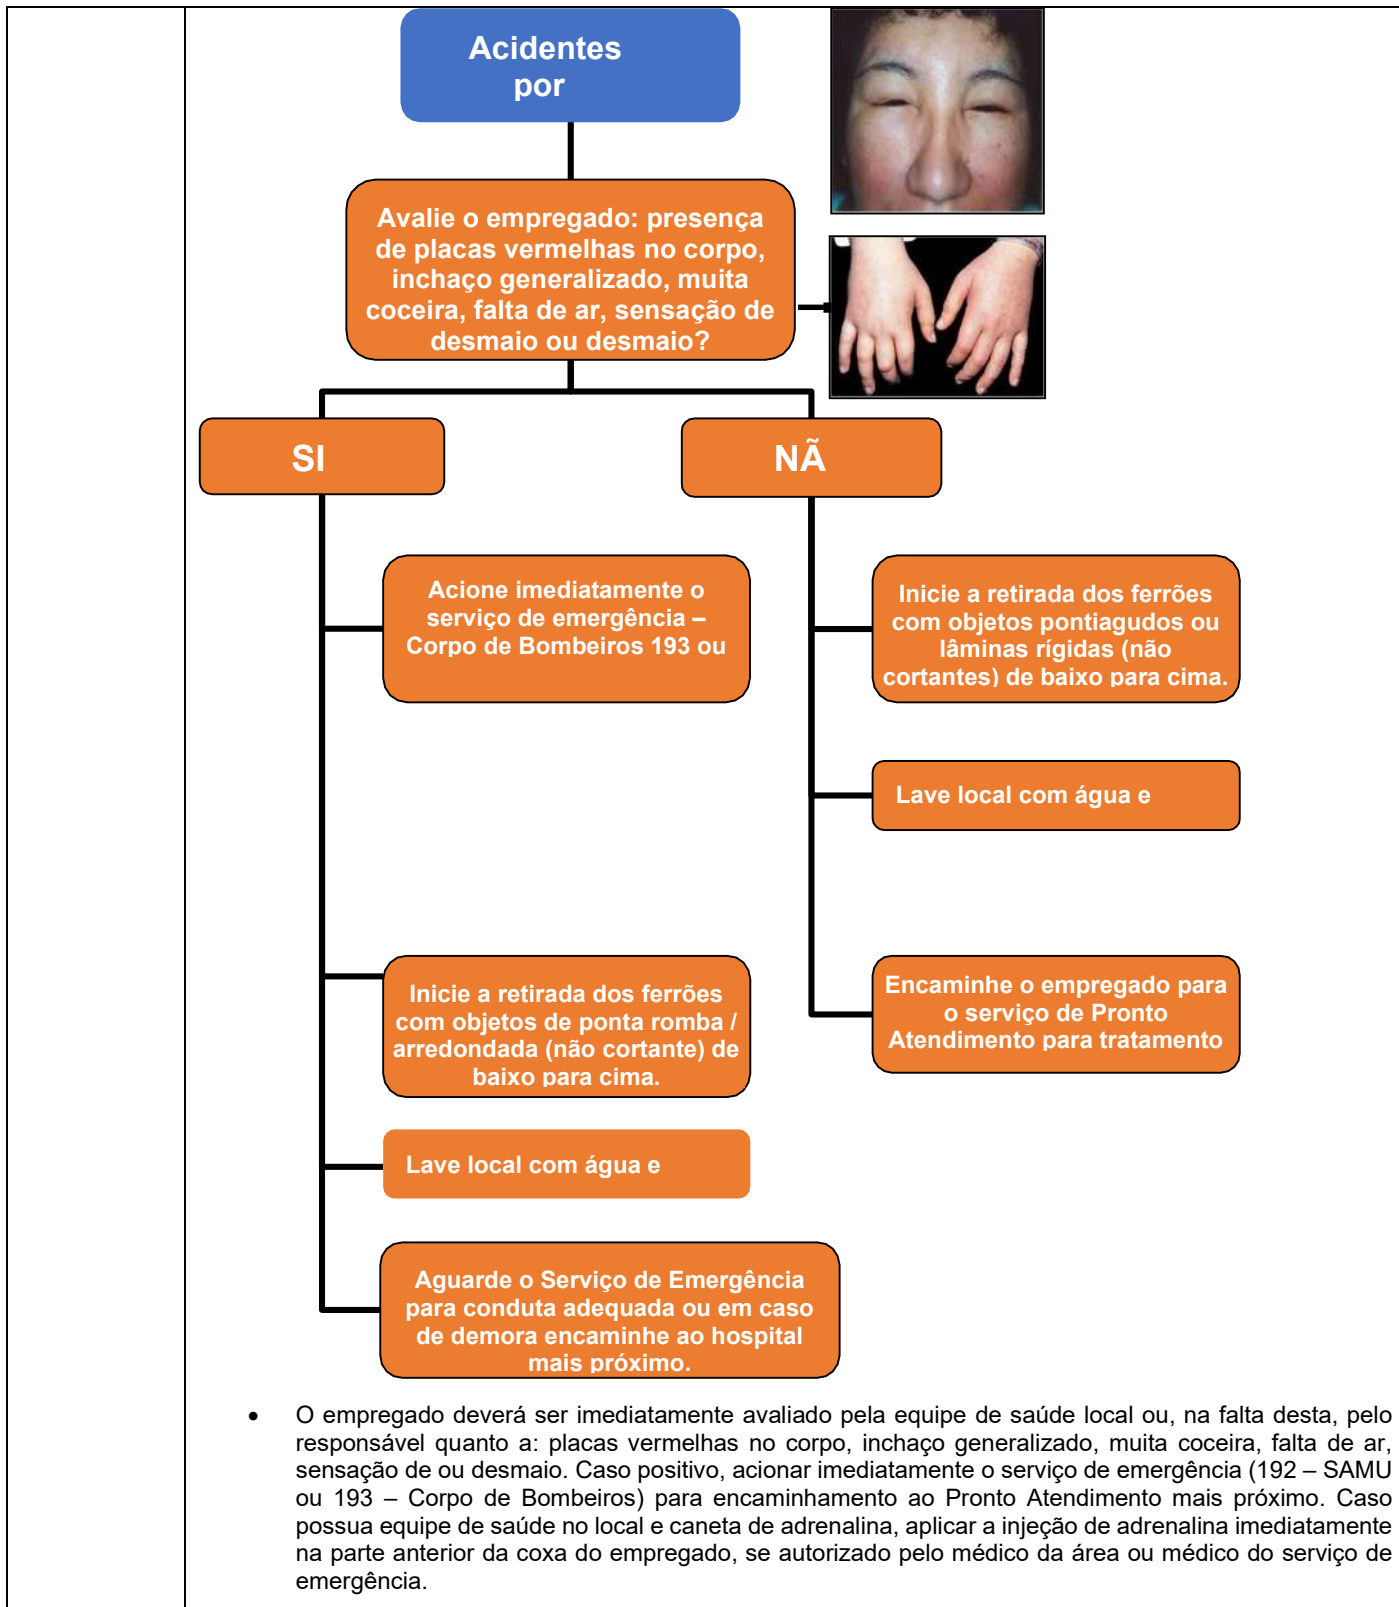 Acidentes
por
Avalie o empregado: presença
de placas vermelhas no corpo,
inchaço generalizado, muita
coceira, falta de ar, sensação de
desmaio ou desmaio?
SI
NÃ
Acione imediatamente o
serviço de emergência –
Corpo de Bombeiros 193 ou
Inicie a retirada dos ferrões
com objetos de ponta romba /
arredondada (não cortante) de
baixo para cima.
Lave local com água e
Aguarde o Serviço de Emergência
para conduta adequada ou em caso
de demora encaminhe ao hospital
mais próximo.
Inicie a retirada dos ferrões
com objetos pontiagudos ou
lâminas rígidas (não
cortantes) de baixo para cima.
Lave local com água e
Encaminhe o empregado para
o serviço de Pronto
Atendimento para tratamento
• O empregado deverá ser imediatamente avaliado pela equipe de saúde local ou, na falta desta, pelo
responsável quanto a: placas vermelhas no corpo, inchaço generalizado, muita coceira, falta de ar,
sensação de ou desmaio. Caso positivo, acionar imediatamente o serviço de emergência (192 – SAMU
ou 193 – Corpo de Bombeiros) para encaminhamento ao Pronto Atendimento mais próximo. Caso
possua equipe de saúde no local e caneta de adrenalina, aplicar a injeção de adrenalina imediatamente
na parte anterior da coxa do empregado, se autorizado pelo médico da área ou médico do serviço de
emergência.